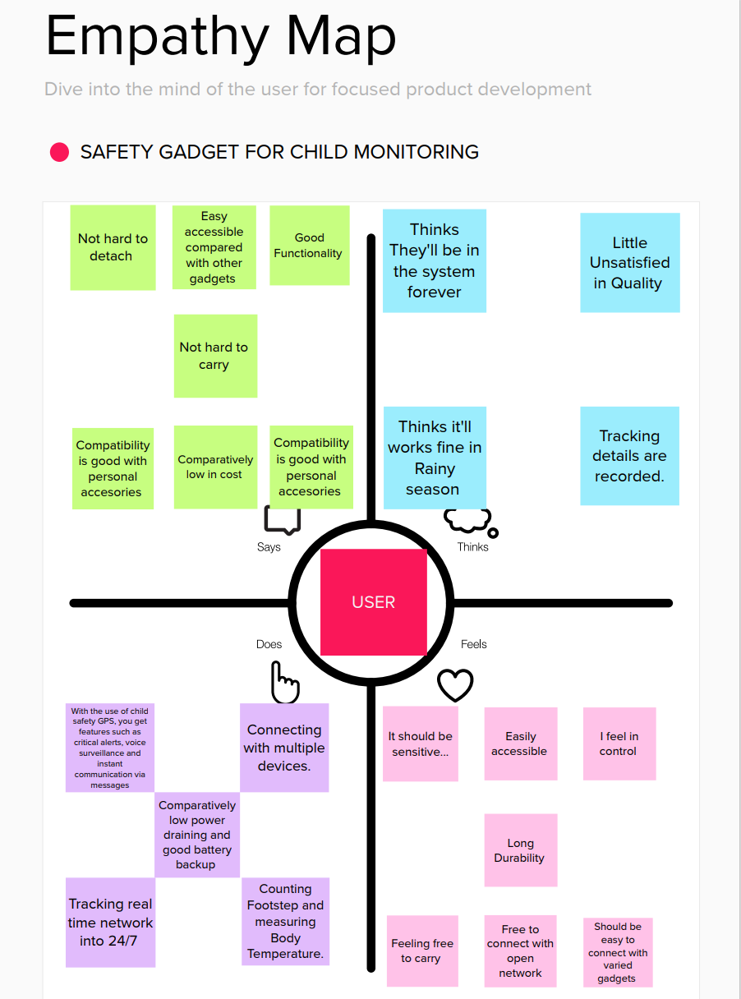 Empathy Map
Dive into the mind of the user for focused product development
SAFETY GADGET FOR CHILD MONITORING
Not hard to
detach
Easy
accessible
compared
with other
gadgets
Good
Functionality
Not hard to
carry
Compatibility
is good with
personal
accesories
Comparatively
low in cost
Compatibility
is good with
personal
accesories
Says
Thinks
They'll be in
the system
forever
Little
Unsatisfied
in Quality
Thinks it'll
works fine in
Rainy
season
Tracking
details are
recorded.
Thinks
USER
Does
With the use of child
safety GPS, you get
features such as
critical alerts, voice
surveillance and
instant
communication via
messages
Connecting
with multiple
devices.
Comparatively
low power
draining and
good battery
backup
Tracking real
time network
into 24/7
Counting
Footstep and
measuring
Body
Temperature.
Feels
It should be
sensitive...
Easily
accessible
I feel in
control
Long
Durability
Feeling free
to carry
Free to
connect with
open
network
Should be
easy to
connect with
varied
gadgets